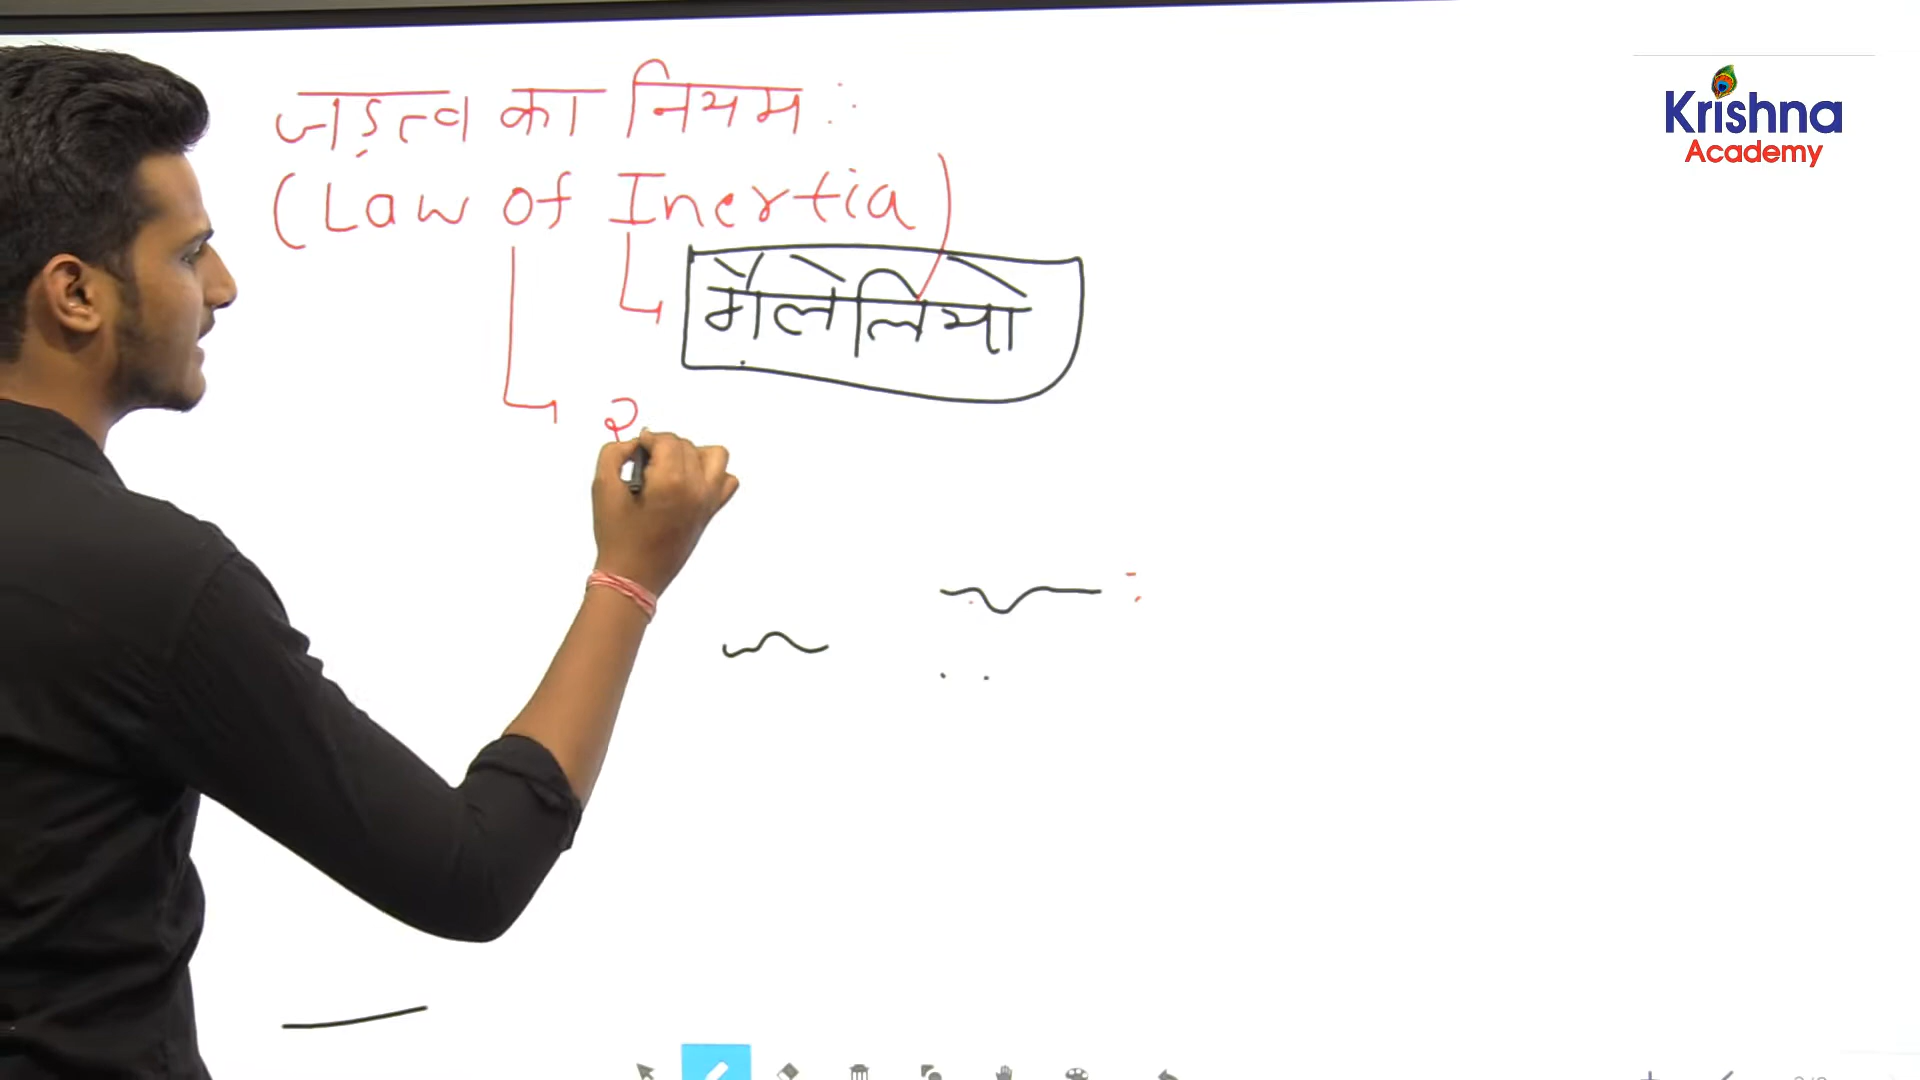 जड़त्व का नियम :
(Law of Inertia)
गैलेलियो
Krishna
Academy